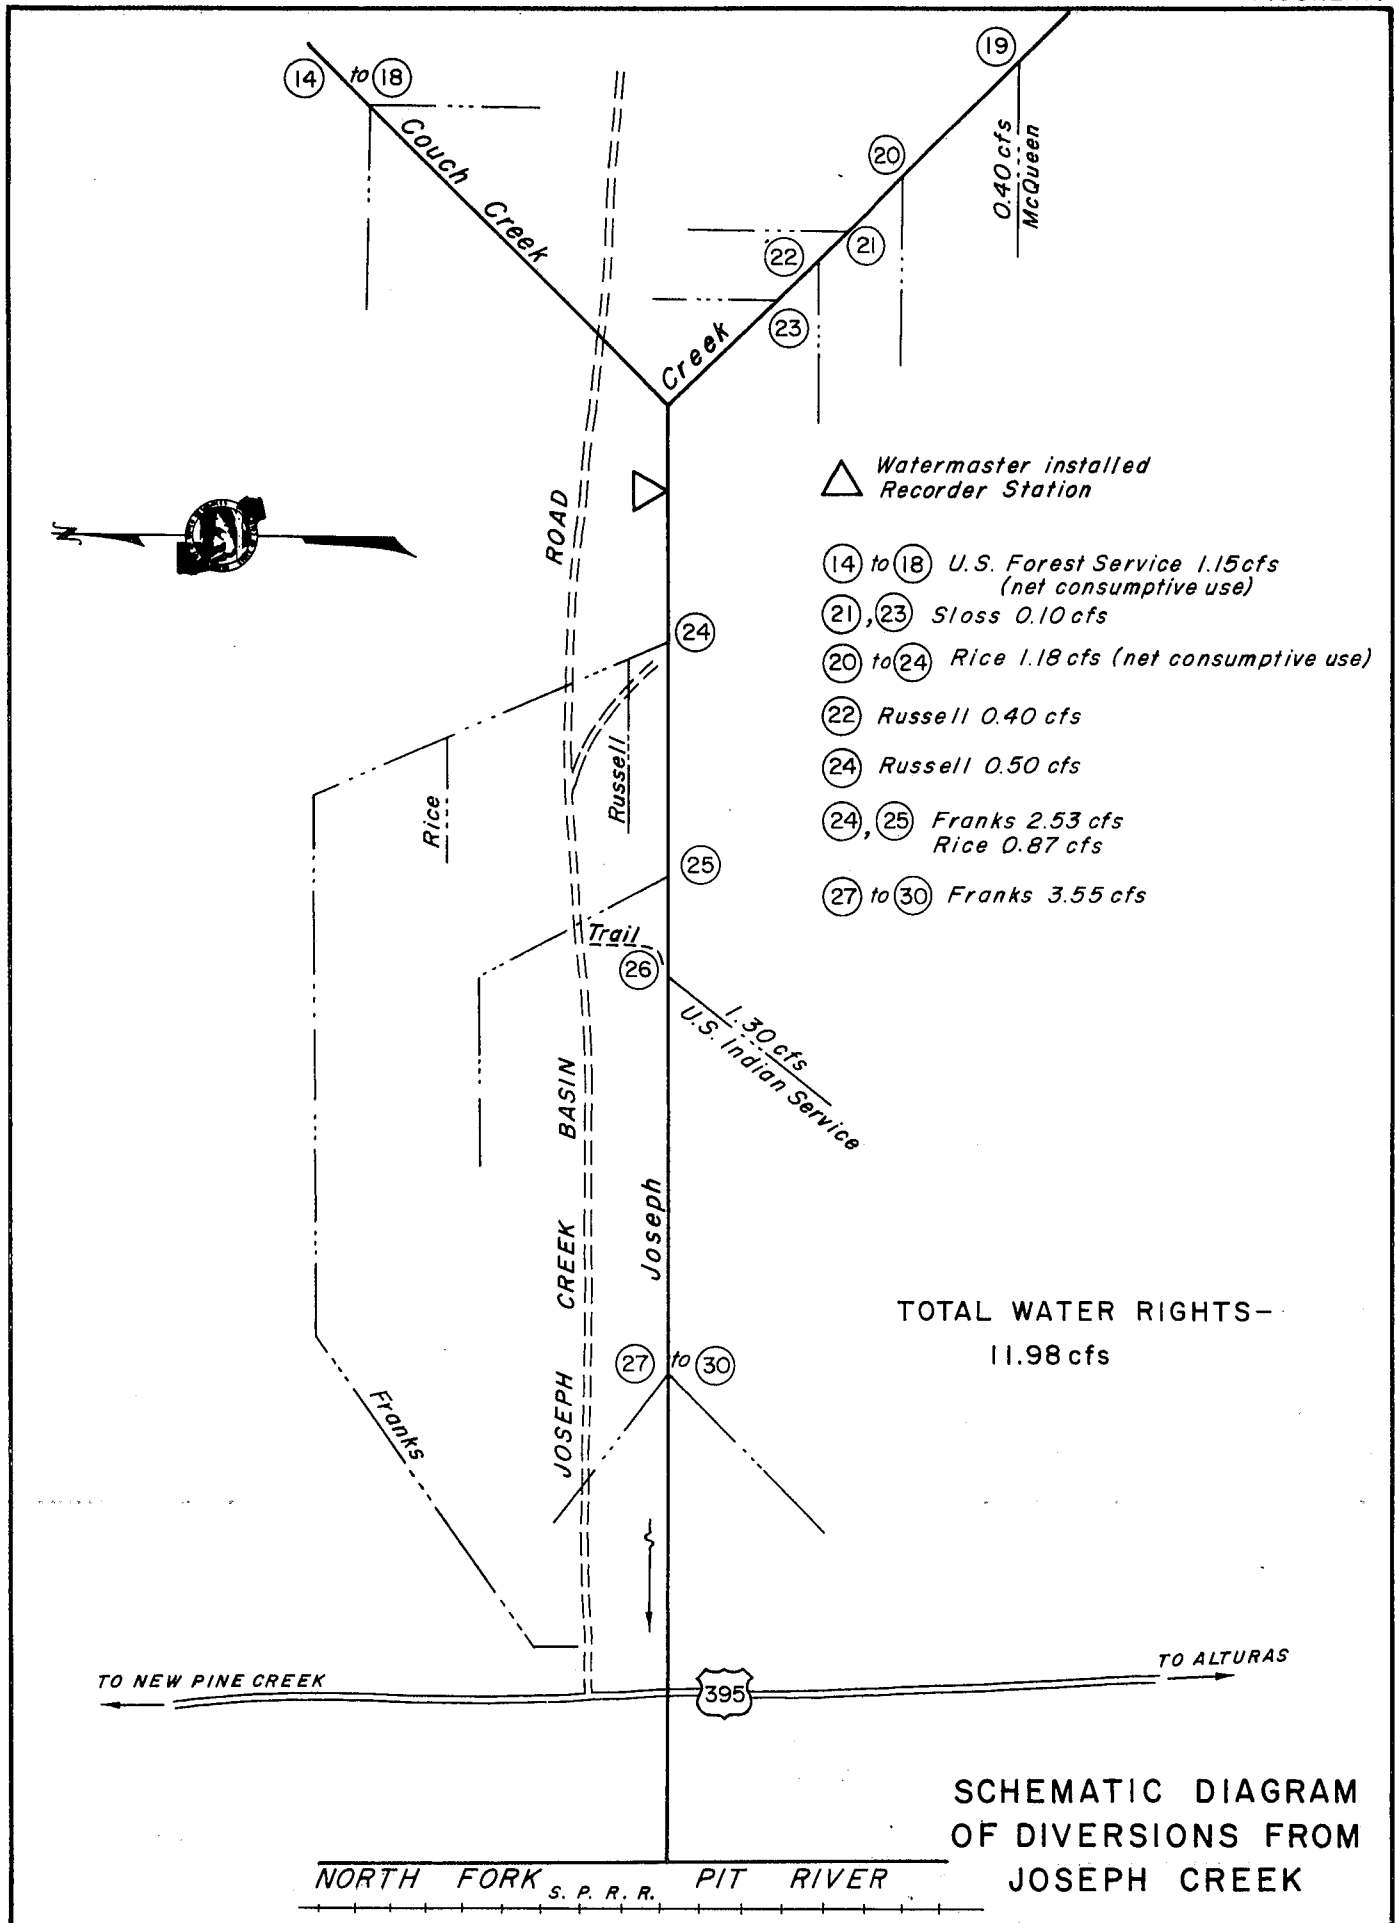 19
14 to 18
Couch Creek
20
0.40 cfs
McQueen
21
22
23
Creek
Watermaster installed
Recorder Station
N
ROAD
14 to 18 U.S. Forest Service 1.15 cfs
(net consumptive use)
21, 23 Sloss 0.10 cfs
24
20 to 24 Rice 1.18 cfs (net consumptive use)
22 Russell 0.40 cfs
24 Russell 0.50 cfs
Russell
Rice
24, 25 Franks 2.53 cfs
Rice 0.87 cfs
25
27 to 30 Franks 3.55 cfs
Trail
26
1.30 cfs
U.S. Indian Service
JOSEPH CREEK BASIN
Joseph
TOTAL WATER RIGHTS-
11.98 cfs
27 to 30
Franks
TO NEW PINE CREEK
395
TO ALTURAS
SCHEMATIC DIAGRAM
OF DIVERSIONS FROM
JOSEPH CREEK
NORTH FORK PIT RIVER
S. P. R. R.